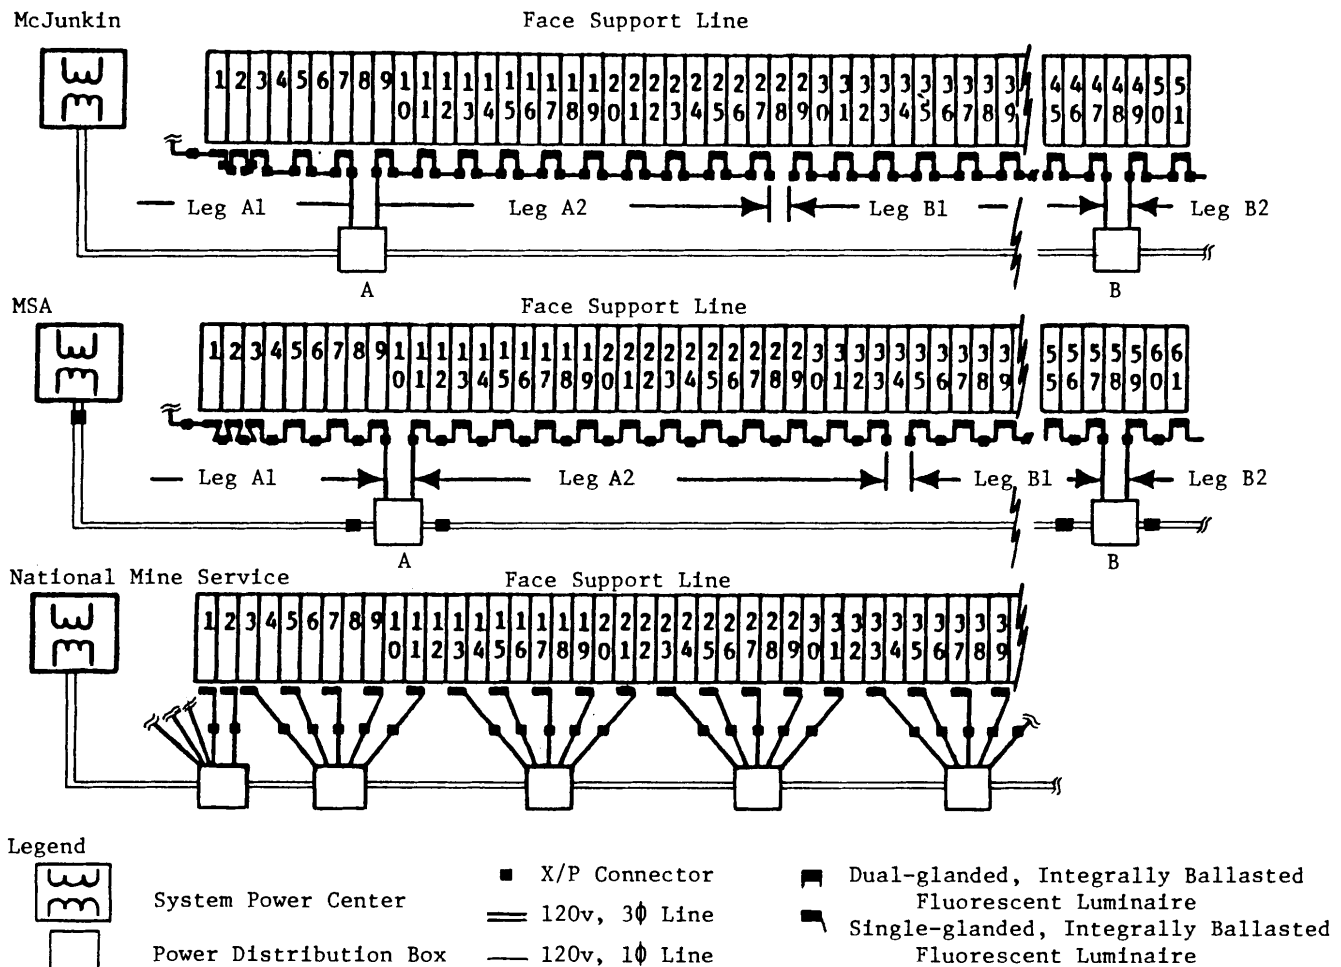 McJunkin
Face Support Line
1 2 3 4 5 6 7 8 9 10 11 12 13 14 15 16 17 18 19 20 21 22 23 24 25 26 27 28 29 30 31 32 33 34 35 36 37 38 39 45 46 47 48 49 50 51
Leg A1 Leg A2 Leg B1 Leg B2
A B
MSA
Face Support Line
1 2 3 4 5 6 7 8 9 10 11 12 13 14 15 16 17 18 19 20 21 22 23 24 25 26 27 28 29 30 31 32 33 34 35 36 37 38 39 55 56 57 58 59 60 61
Leg A1 Leg A2 Leg B1 Leg B2
A B
National Mine Service
Face Support Line
1 2 3 4 5 6 7 8 9 10 11 12 13 14 15 16 17 18 19 20 21 22 23 24 25 26 27 28 29 30 31 32 33 34 35 36 37 38 39
Legend
System Power Center
Power Distribution Box
X/P Connector
120v, 3ϕ Line
120v, 1ϕ Line
Dual-glanded, Integrally Ballasted
Fluorescent Luminaire
Single-glanded, Integrally Ballasted
Fluorescent Luminaire